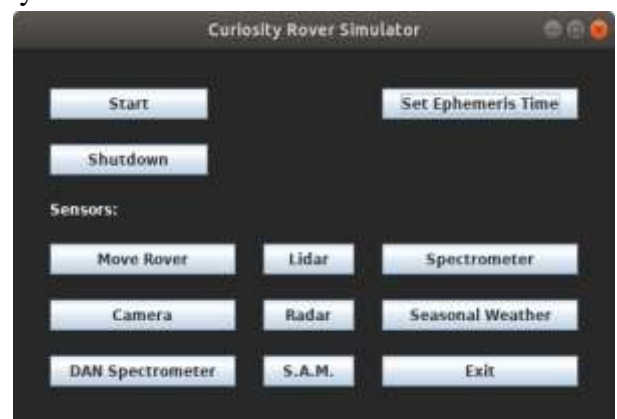 Curiosity Rover Simulator
Start Set Ephemeris Time
Shutdown
Sensors:
Move Rover Lidar Spectrometer
Camera Radar Seasonal Weather
DAN Spectrometer S.A.M. Exit